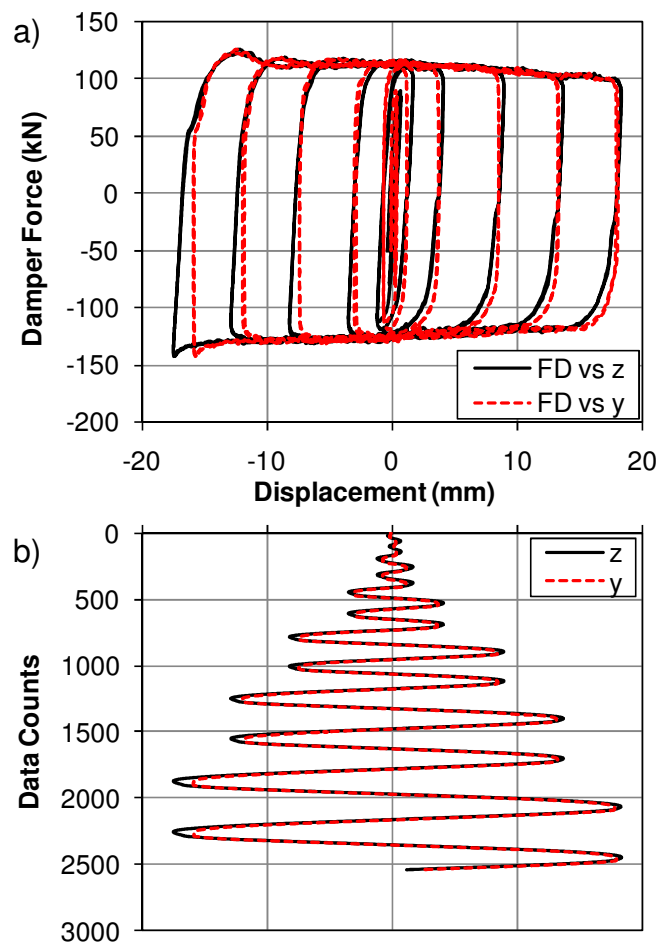 a)
150
100
50
0
-50
-100
-150
-200
Damper Force (kN)
FD vs z
FD vs y
-20 -10 0 10 20
Displacement (mm)
b)
0
500
1000
1500
2000
2500
3000
Data Counts
z
y